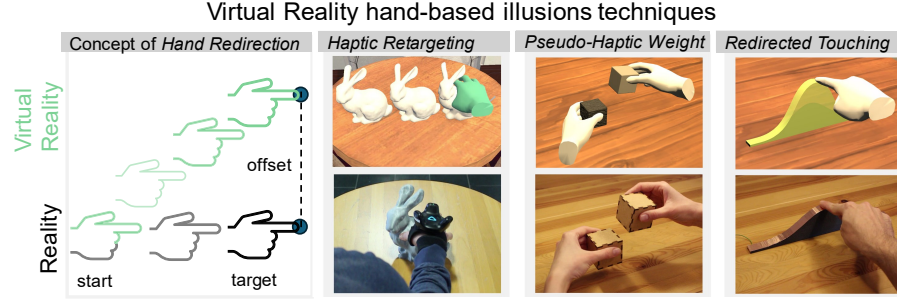 Virtual Reality hand-based illusions techniques
Concept of Hand Redirection
Haptic Retargeting
Pseudo-Haptic Weight
Redirected Touching
Virtual
Reality
offset
Reality
start
target